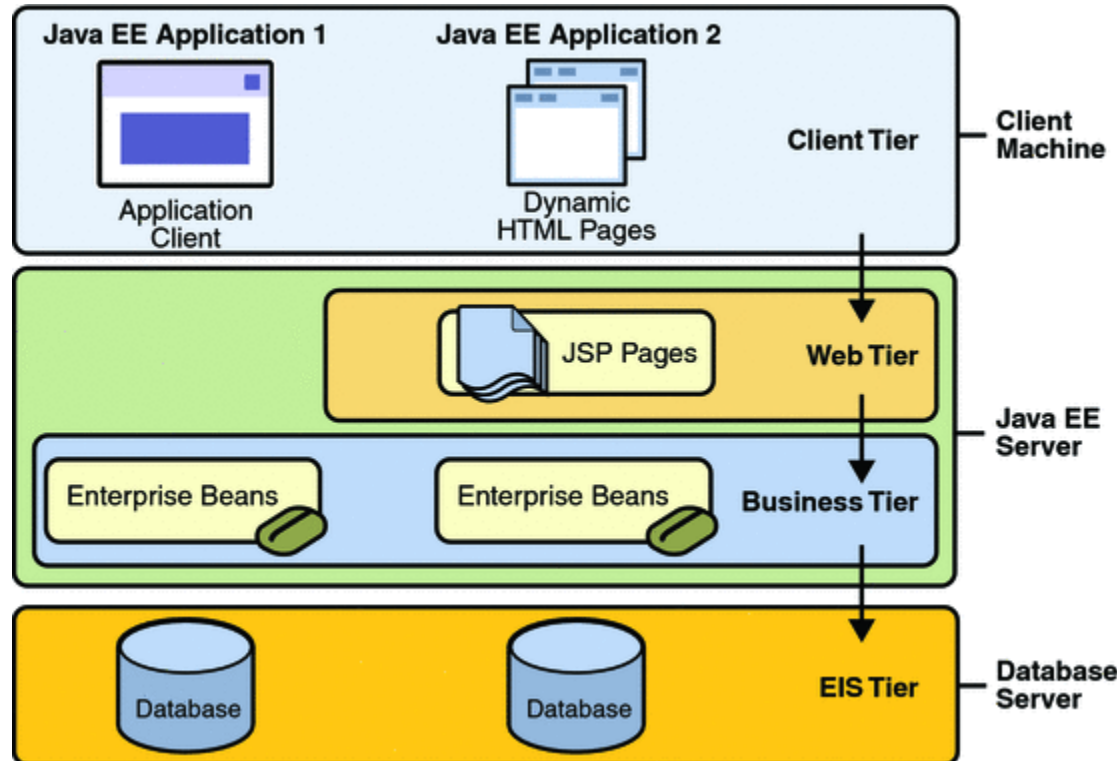 Java EE Application 1
Java EE Application 2
Application
Client
Dynamic
HTML Pages
Client Tier
Client
Machine
JSP Pages
Web Tier
Java EE
Server
Enterprise Beans
Enterprise Beans
Business Tier
Database
Database
EIS Tier
Database
Server